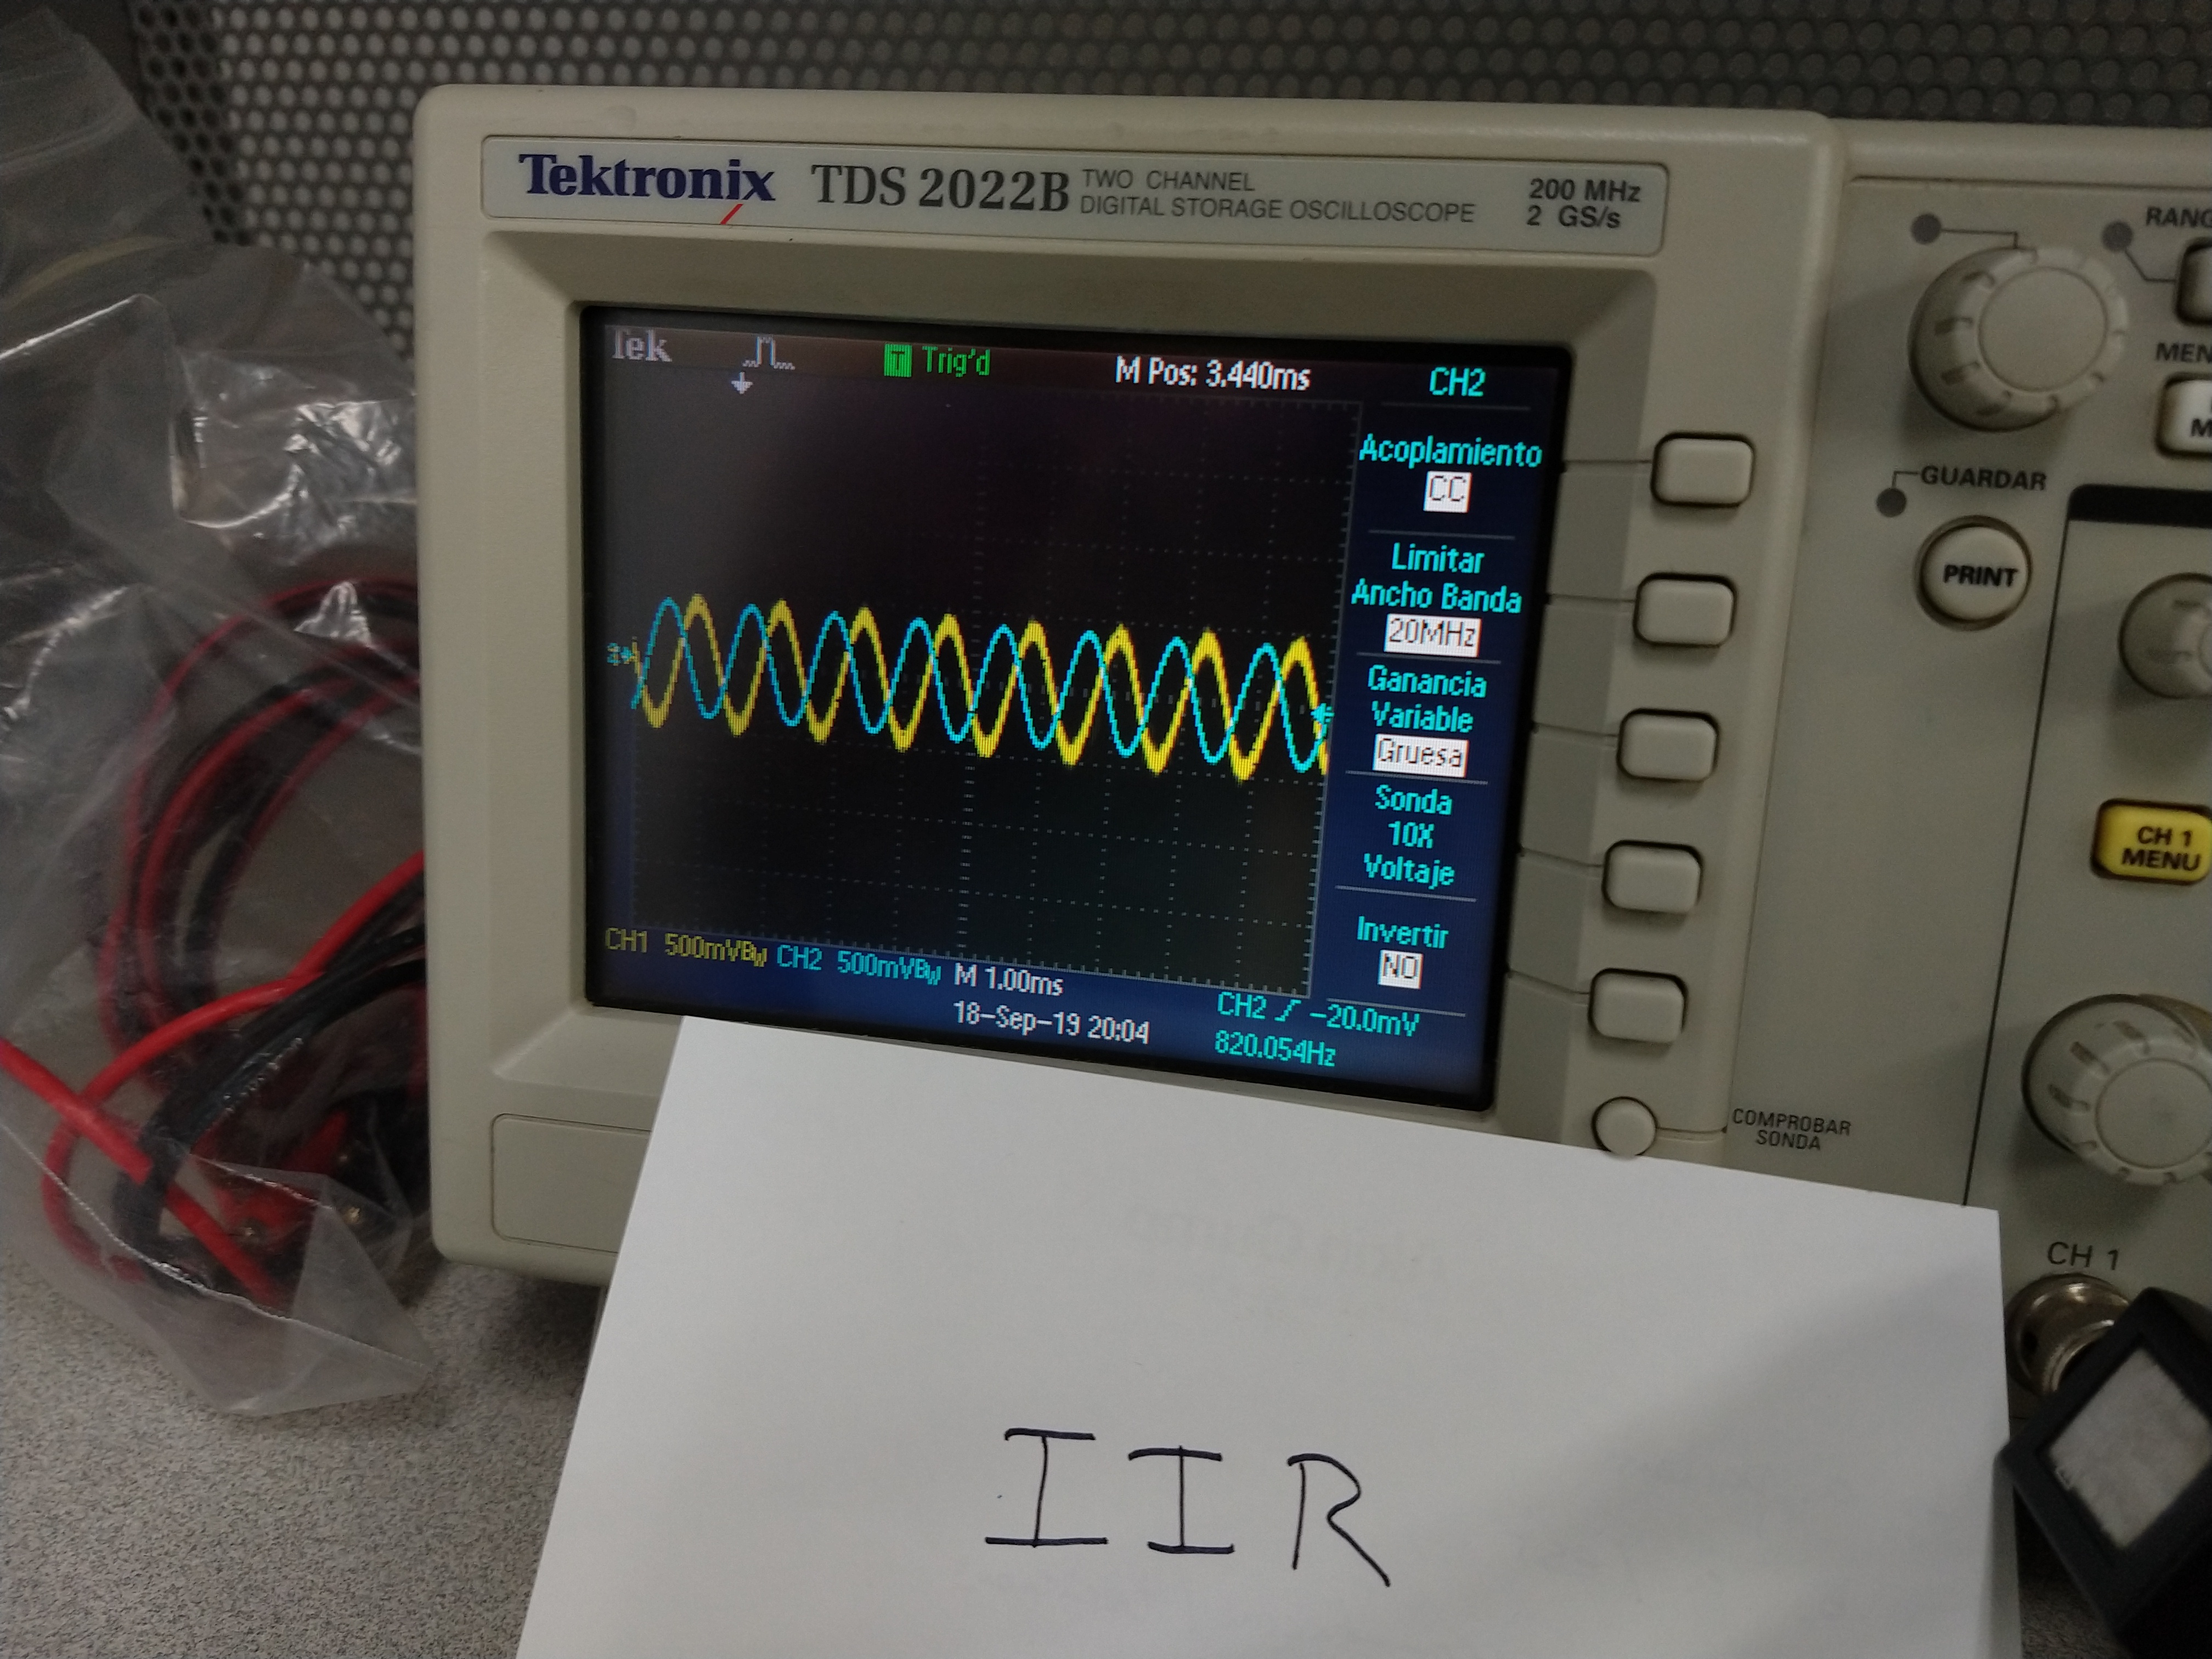 Tektronix TDS 2022B TWO CHANNEL
DIGITAL STORAGE OSCILLOSCOPE
200 MHz
2 GS/s
Tek
T Trig'd
M Pos: 3.440ms
CH2
Acoplamiento
CC
Limitar
Ancho Banda
20MHz
Ganancia
Variable
Gruesa
Sonda
10X
Voltaje
Invertir
NO
CH1 500mVBW CH2 500mVBW M 1.00ms
CH2 -20.0mV
18-Sep-19 20:04
820.054Hz
GUARDAR
PRINT
CH 1
MENU
COMPROBAR
SONDA
CH 1
IIR